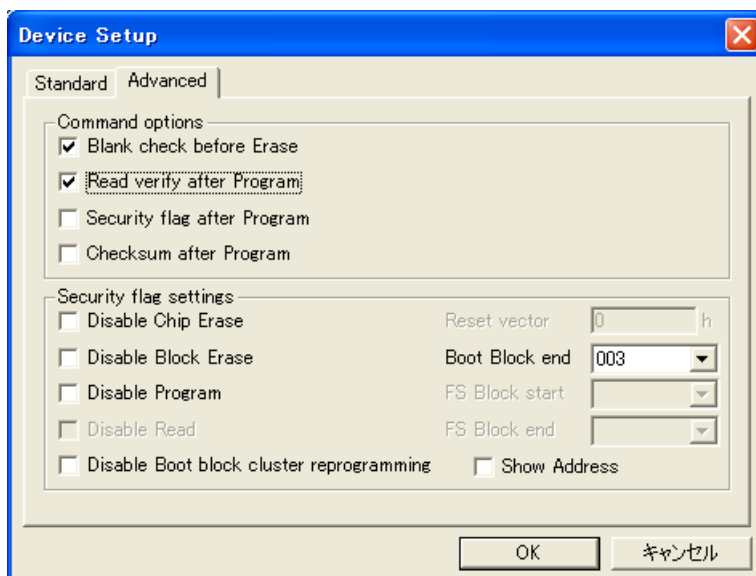 Device Setup
Standard
Advanced
Command options
Blank check before Erase
Read verify after Program
Security flag after Program
Checksum after Program
Security flag settings
Disable Chip Erase
Reset vector 0 h
Disable Block Erase
Boot Block end 003
Disable Program
FS Block start
Disable Read
FS Block end
Disable Boot block cluster reprogramming
Show Address
OK
キャンセル